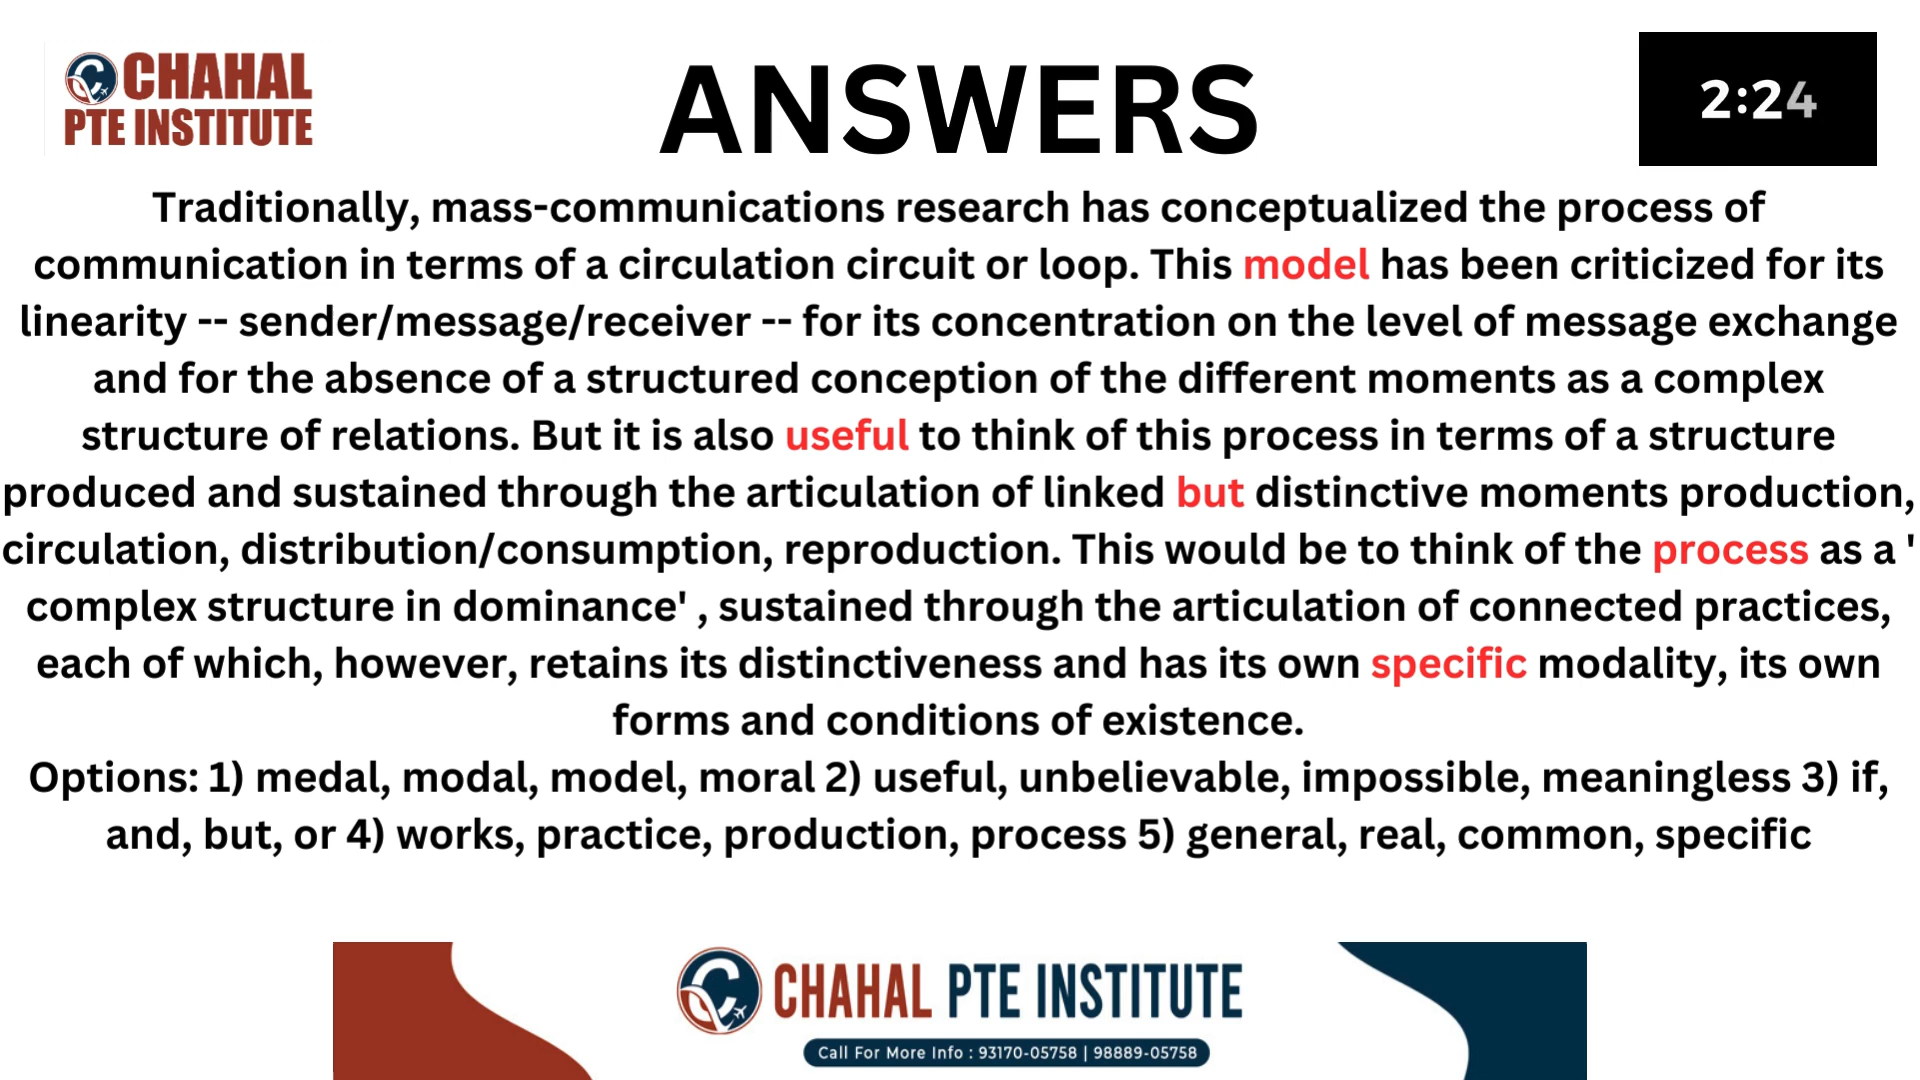 CHAHAL
PTE INSTITUTE
ANSWERS
2:24
Traditionally, mass-communications research has conceptualized the process of
communication in terms of a circulation circuit or loop. This model has been criticized for its
linearity -- sender/message/receiver -- for its concentration on the level of message exchange
and for the absence of a structured conception of the different moments as a complex
structure of relations. But it is also useful to think of this process in terms of a structure
produced and sustained through the articulation of linked but distinctive moments production,
circulation, distribution/consumption, reproduction. This would be to think of the process as a '
complex structure in dominance' , sustained through the articulation of connected practices,
each of which, however, retains its distinctiveness and has its own specific modality, its own
forms and conditions of existence.
Options: 1) medal, modal, model, moral 2) useful, unbelievable, impossible, meaningless 3) if,
and, but, or 4) works, practice, production, process 5) general, real, common, specific
CHAHAL PTE INSTITUTE
Call For More Info : 93170-05758 | 98889-05758